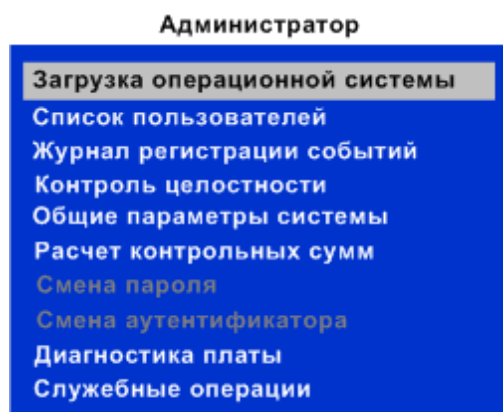 Администратор
Загрузка операционной системы
Список пользователей
Журнал регистрации событий
Контроль целостности
Общие параметры системы
Расчет контрольных сумм
Смена пароля
Смена аутентификатора
Диагностика платы
Служебные операции